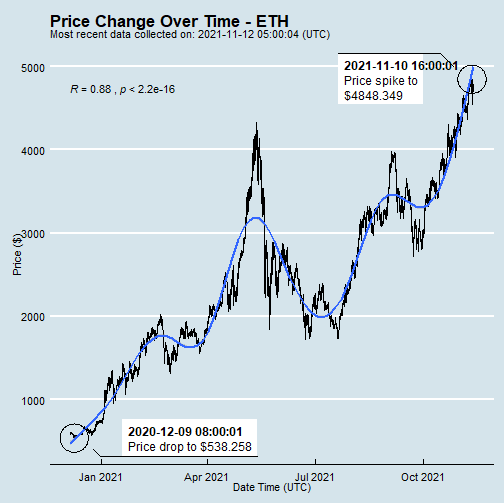 Price Change Over Time - ETH
Most recent data collected on: 2021-11-12 05:00:04 (UTC)
2021-11-10 16:00:01
Price spike to
$4848.349
R = 0.88 , p < 2.2e-16
5000
4000
3000
2000
1000
Price ($)
2020-12-09 08:00:01
Price drop to $538.258
Jan 2021
Apr 2021
Jul 2021
Oct 2021
Date Time (UTC)